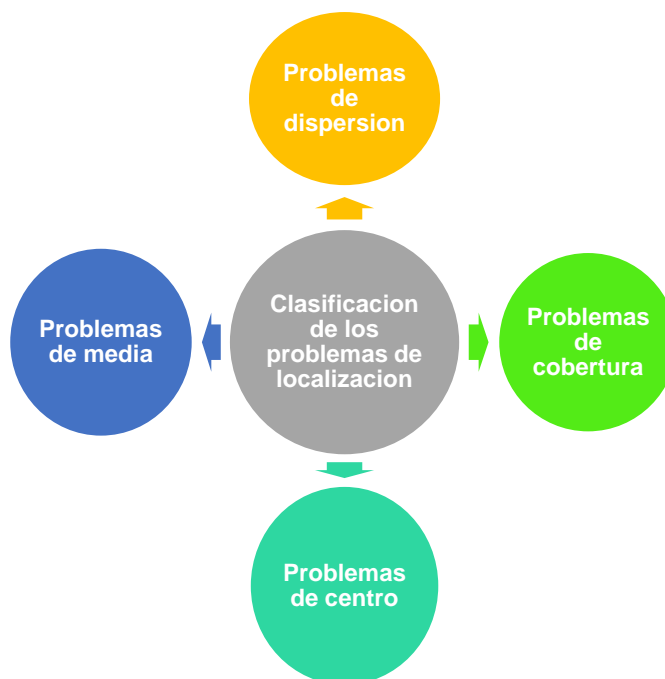 Problemas
de
dispersion
Problemas
de media
Clasificacion
de los
problemas de
localizacion
Problemas
de
cobertura
Problemas
de centro